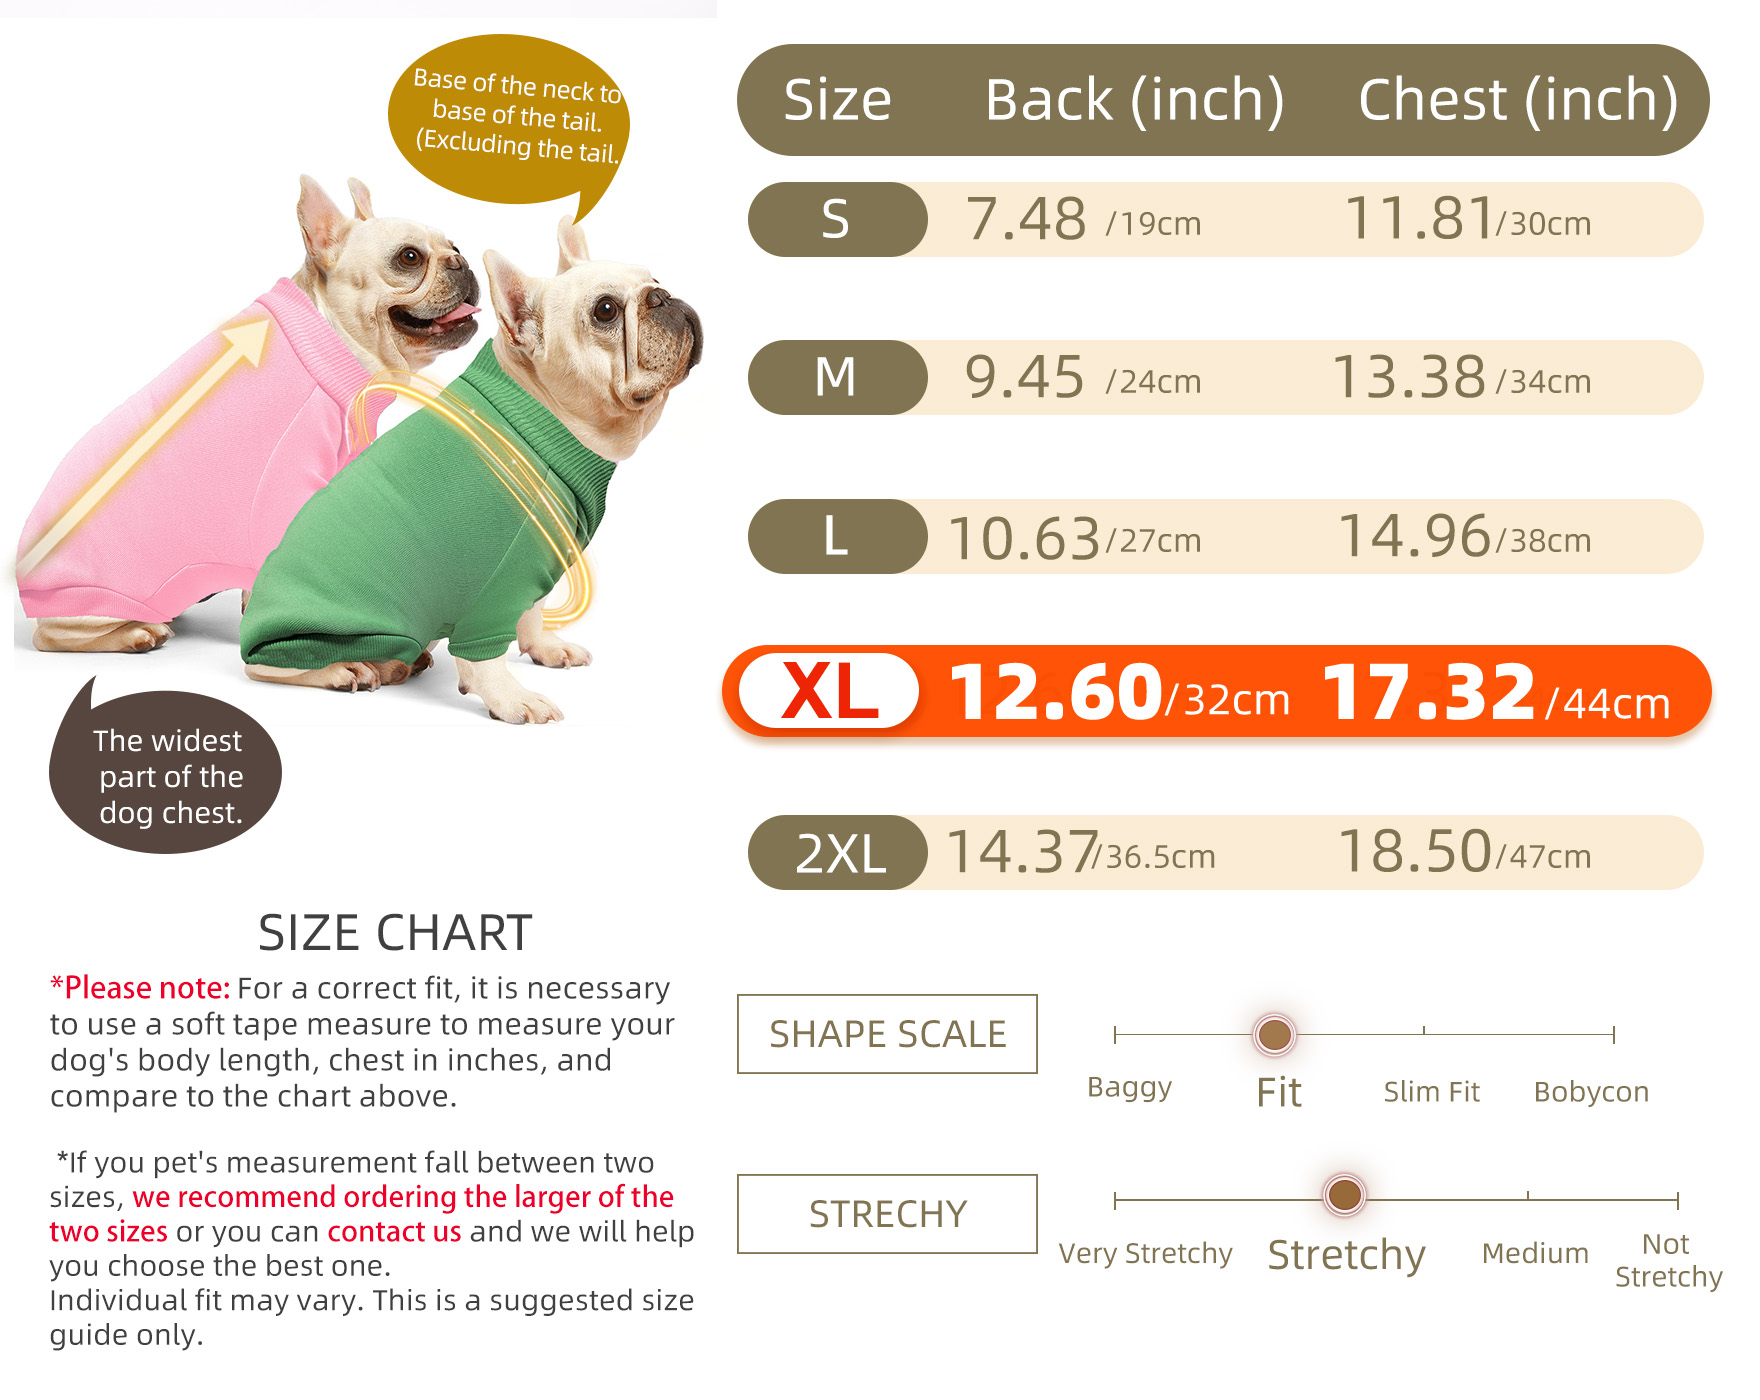 Base of the neck to
base of the tail.
(Excluding the tail.
The widest
part of the
dog chest.
Size Back (inch) Chest (inch)
S 7.48 /19cm 11.81/30cm
M 9.45 /24cm 13.38/34cm
L 10.63/27cm 14.96/38cm
XL 12.60/32cm 17.32/44cm
2XL 14.37/36.5cm 18.50/47cm
SIZE CHART
*Please note: For a correct fit, it is necessary
to use a soft tape measure to measure your
dog's body length, chest in inches, and
compare to the chart above.
*If you pet's measurement fall between two
sizes, we recommend ordering the larger of the
two sizes or you can contact us and we will help
you choose the best one.
Individual fit may vary. This is a suggested size
guide only.
SHAPE SCALE
Baggy Fit Slim Fit Bobycon
STRECHY
Very Stretchy Stretchy Medium Not
Stretchy